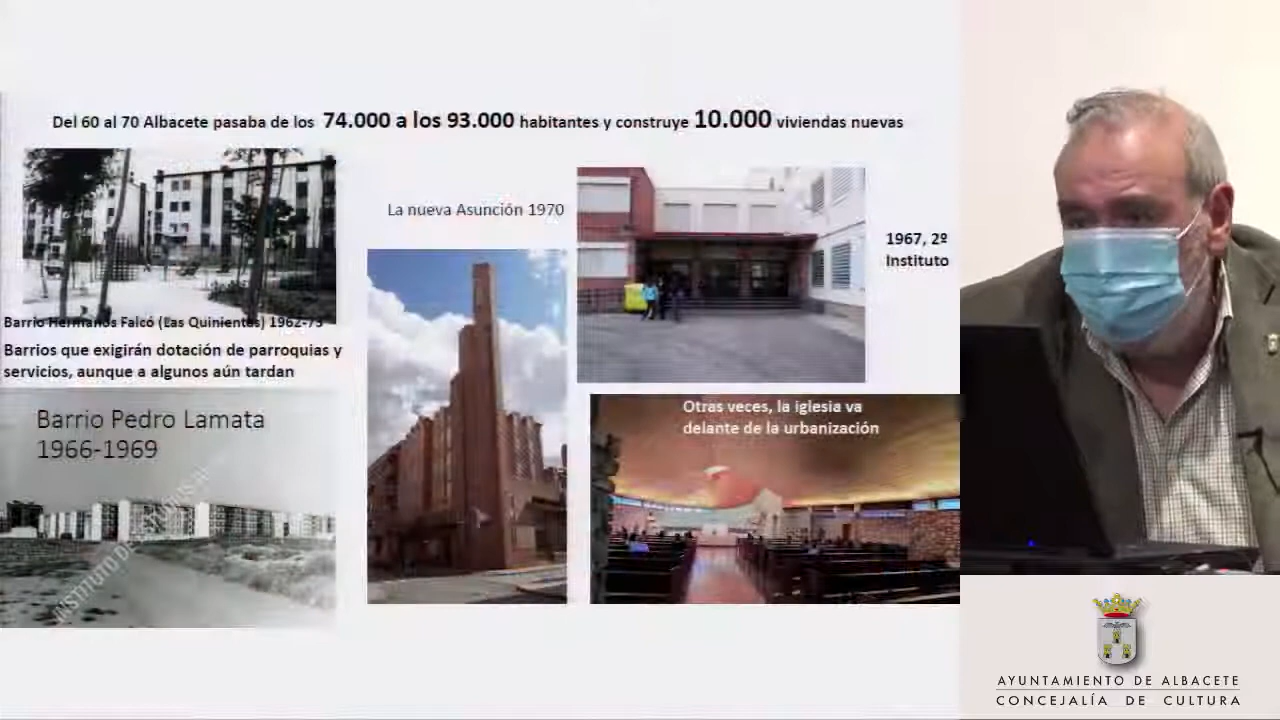 Del 60 al 70 Albacete pasaba de los 74.000 a los 93.000 habitantes y construye 10.000 viviendas nuevas
La nueva Asunción 1970
1967, 2º
Instituto
Barrio Hermanos Falcó (Las Quinientas) 1962-73
Barrios que exigirán dotación de parroquias y
servicios, aunque a algunos aún tardan
Barrio Pedro Lamata
1966-1969
Otras veces, la iglesia va
delante de la urbanización
INSTITUTO DE ESTUDIOS
AYUNTAMIENTO DE ALBACETE
CONCEJALÍA DE CULTURA